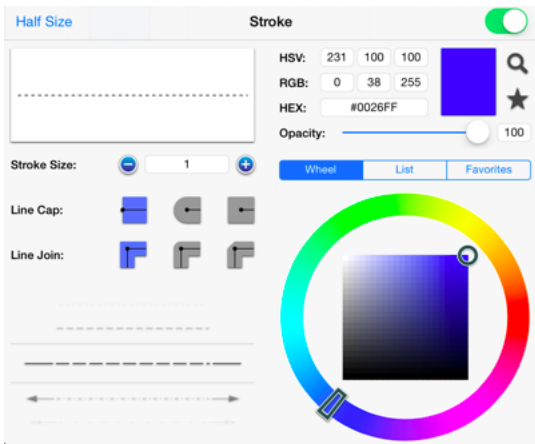 Half Size
Stroke
HSV: 231 100 100
RGB: 0 38 255
HEX: #0026FF
Opacity: 100
Stroke Size: 1
Wheel List Favorites
Line Cap:
Line Join: